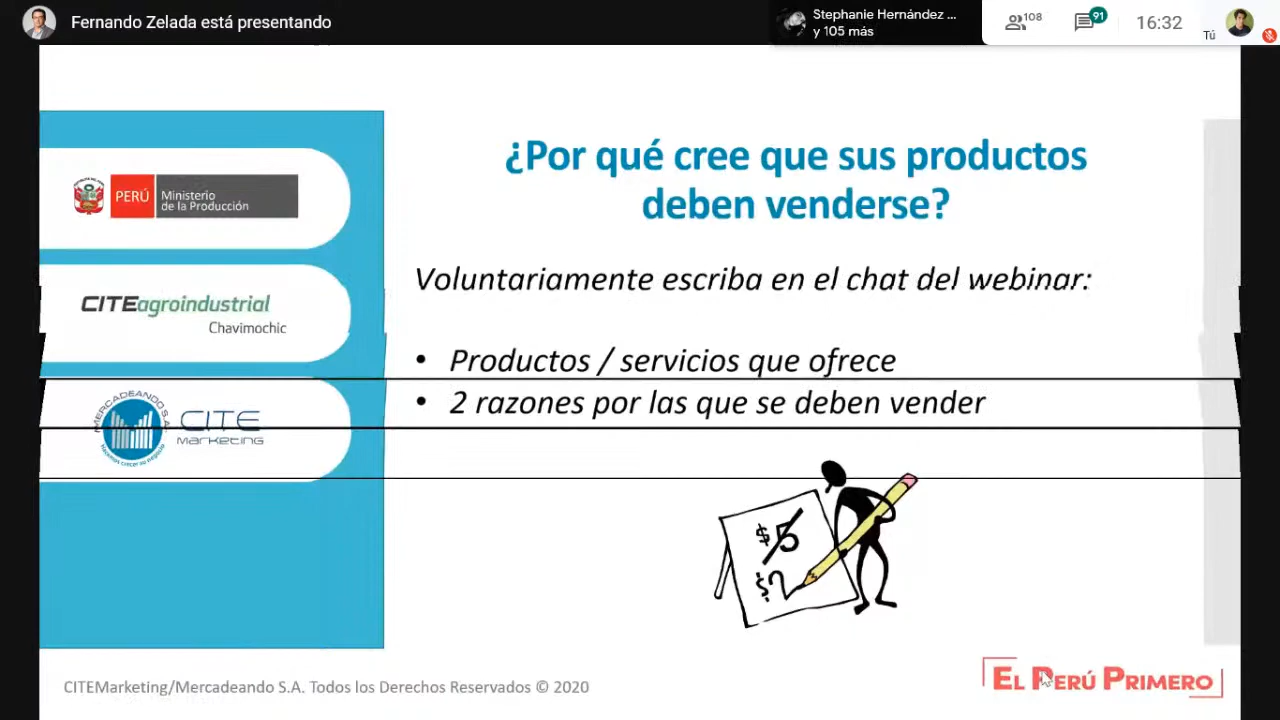 Fernando Zelada está presentando
Stephanie Hernández ...
y 105 más
108
91
16:32
Tú
¿Por qué cree que sus productos
deben venderse?
PERÚ
Ministerio
de la Producción
Voluntariamente escriba en el chat del webinar:
CITEagroindustrial
Chavimochic
• Productos / servicios que ofrece
• 2 razones por las que se deben vender
MERCADEANDO S.A.
CITE
Marketing
$5
$2
EL PERÚ PRIMERO
CITEMarketing/Mercadeando S.A. Todos los Derechos Reservados © 2020